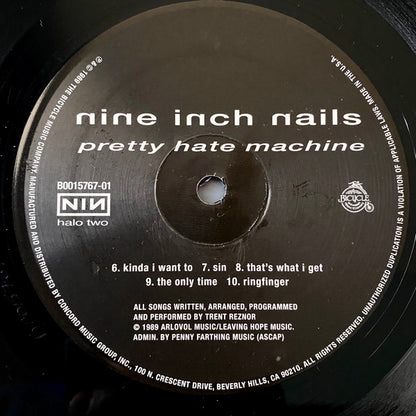 nine inch nails
pretty hate machine
B0015767-01
NIN
halo two
BICYCLE
6. kinda i want to 7. sin 8. that's what i get
9. the only time 10. ringfinger
ALL SONGS WRITTEN, ARRANGED, PROGRAMMED
AND PERFORMED BY TRENT REZNOR
© 1989 ARLOVOL MUSIC/LEAVING HOPE MUSIC.
ADMIN. BY PENNY FARTHING MUSIC (ASCAP)
℗ & © 1989 THE BICYCLE MUSIC COMPANY. MANUFACTURED AND DISTRIBUTED BY CONCORD MUSIC GROUP, INC., 100 N. CRESCENT DRIVE, BEVERLY HILLS, CA 90210. ALL RIGHTS RESERVED. UNAUTHORIZED DUPLICATION IS A VIOLATION OF APPLICABLE LAWS. MADE IN THE U.S.A.